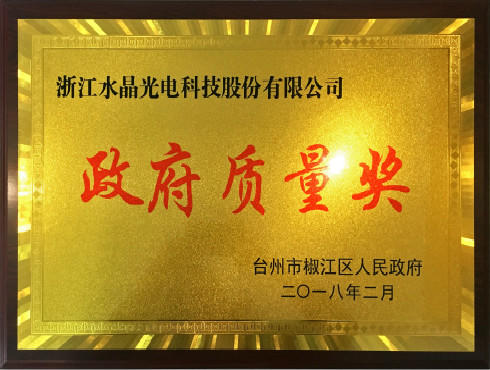 浙江水晶光电科技股份有限公司
政府质量奖
台州市椒江区人民政府
二〇一八年二月